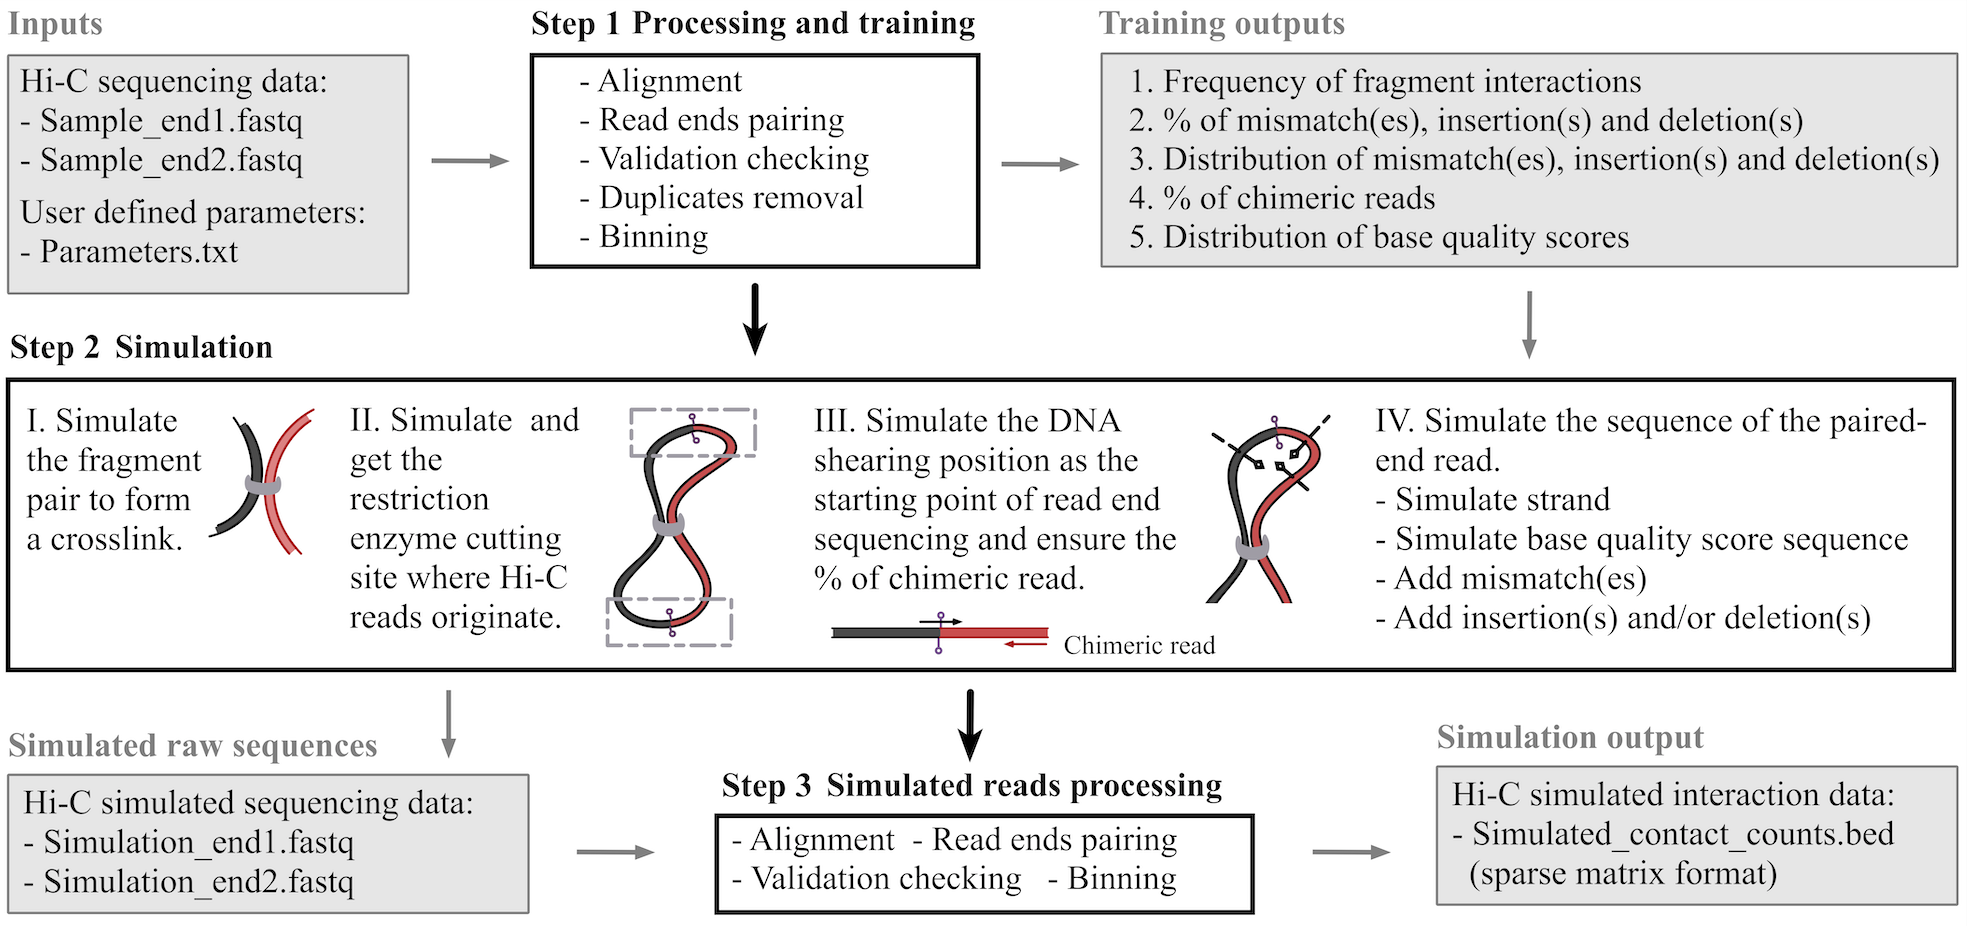 Inputs
Hi-C sequencing data:
- Sample_end1.fastq
- Sample_end2.fastq
User defined parameters:
- Parameters.txt
Step 1 Processing and training
- Alignment
- Read ends pairing
- Validation checking
- Duplicates removal
- Binning
Training outputs
1. Frequency of fragment interactions
2. % of mismatch(es), insertion(s) and deletion(s)
3. Distribution of mismatch(es), insertion(s) and deletion(s)
4. % of chimeric reads
5. Distribution of base quality scores
Step 2 Simulation
I. Simulate
the fragment
pair to form
a crosslink.
II. Simulate and
get the
restriction
enzyme cutting
site where Hi-C
reads originate.
III. Simulate the DNA
shearing position as the
starting point of read end
sequencing and ensure the
% of chimeric read.
Chimeric read
IV. Simulate the sequence of the paired-
end read.
- Simulate strand
- Simulate base quality score sequence
- Add mismatch(es)
- Add insertion(s) and/or deletion(s)
Simulated raw sequences
Hi-C simulated sequencing data:
- Simulation_end1.fastq
- Simulation_end2.fastq
Step 3 Simulated reads processing
- Alignment - Read ends pairing
- Validation checking - Binning
Simulation output
Hi-C simulated interaction data:
- Simulated_contact_counts.bed
(sparse matrix format)